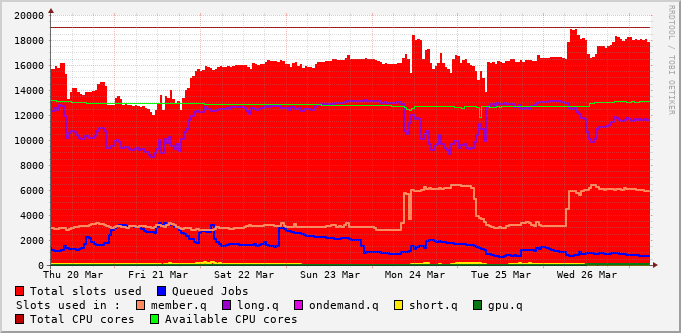 20000
18000
16000
14000
12000
10000
8000
6000
4000
2000
0
Thu 20 Mar Fri 21 Mar Sat 22 Mar Sun 23 Mar Mon 24 Mar Tue 25 Mar Wed 26 Mar
Total slots used Queued Jobs
Slots used in : member.q long.q ondemand.q short.q gpu.q
Total CPU cores Available CPU cores
RRDTOOL / TOBI OETIKER